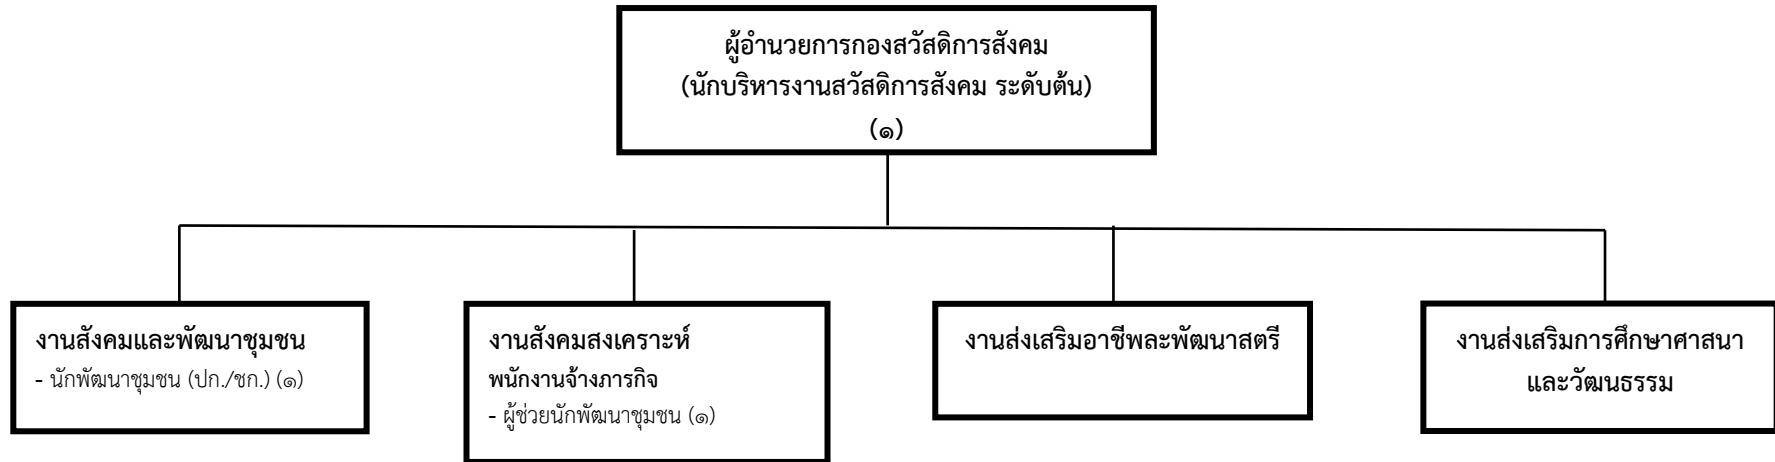 ผู้อำนวยการกองสวัสดิการสังคม
(นักบริหารงานสวัสดิการสังคม ระดับต้น)
(๑)
งานสังคมและพัฒนาชุมชน
- นักพัฒนาชุมชน (ปก./ชก.) (๑)
งานสังคมสงเคราะห์
พนักงานจ้างภารกิจ
- ผู้ช่วยนักพัฒนาชุมชน (๑)
งานส่งเสริมอาชีพละพัฒนาสตรี
งานส่งเสริมการศึกษาศาสนา
และวัฒนธรรม